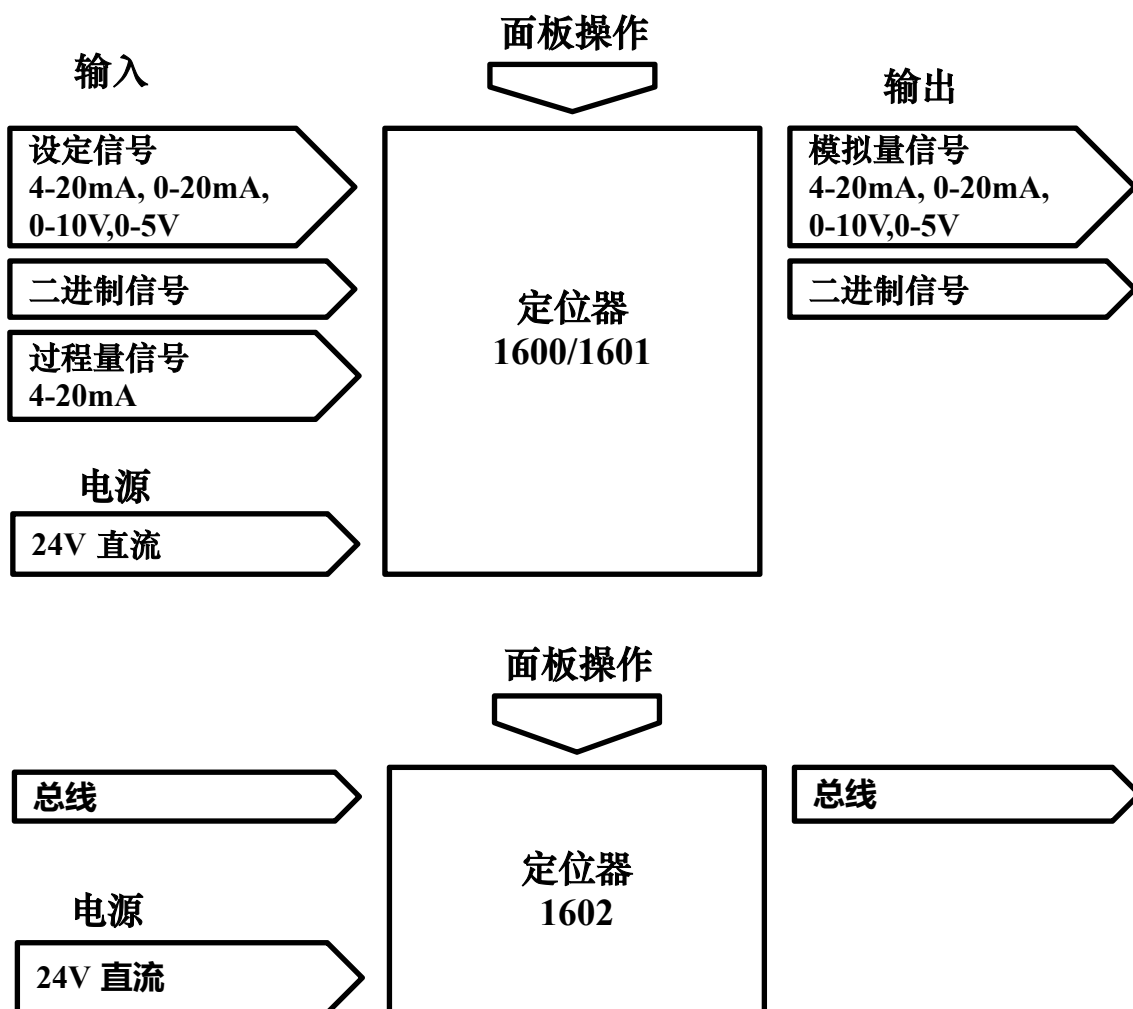 面板操作
输入
输出
设定信号
4-20mA, 0-20mA,
0-10V,0-5V
二进制信号
过程量信号
4-20mA
电源
24V 直流
定位器
1600/1601
模拟量信号
4-20mA, 0-20mA,
0-10V,0-5V
二进制信号
面板操作
总线
电源
24V 直流
定位器
1602
总线